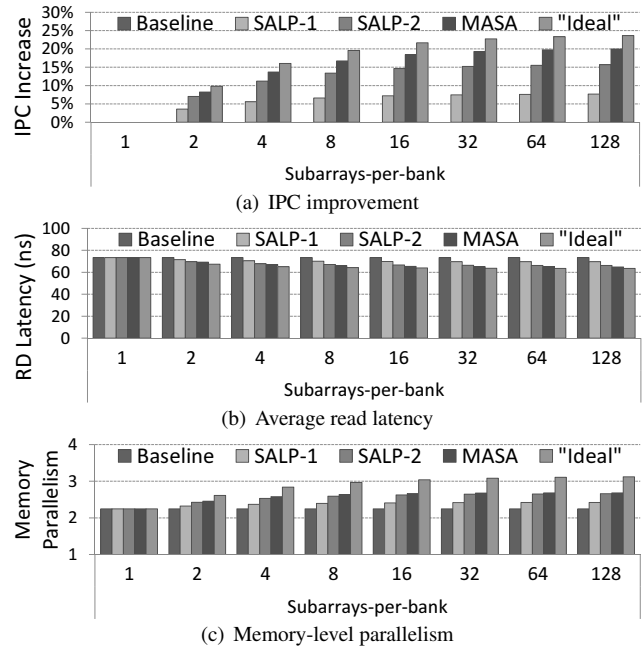 30%
25%
20%
15%
10%
5%
0%
IPC Increase
Baseline SALP-1 SALP-2 MASA "Ideal"
1 2 4 8 16 32 64 128
Subarrays-per-bank
(a) IPC improvement
100
80
60
40
20
0
RD Latency (ns)
Baseline SALP-1 SALP-2 MASA "Ideal"
1 2 4 8 16 32 64 128
Subarrays-per-bank
(b) Average read latency
4
3
2
1
Memory
Parallelism
Baseline SALP-1 SALP-2 MASA "Ideal"
1 2 4 8 16 32 64 128
Subarrays-per-bank
(c) Memory-level parallelism